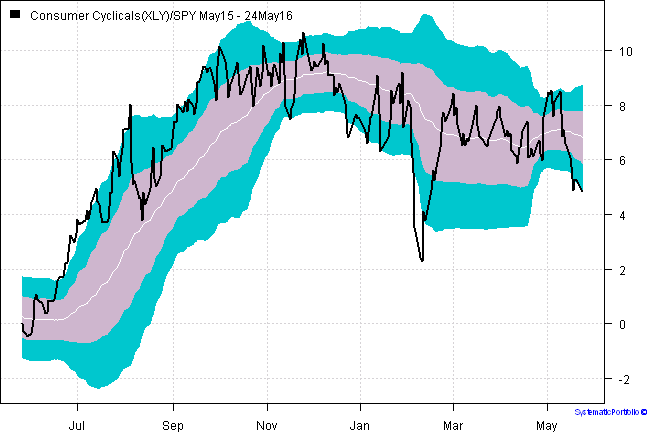 Consumer Cyclicals(XLY)/SPY May15 - 24May16
10
8
6
4
2
0
-2
Jul Sep Nov Jan Mar May
SystematicPortfolio ©